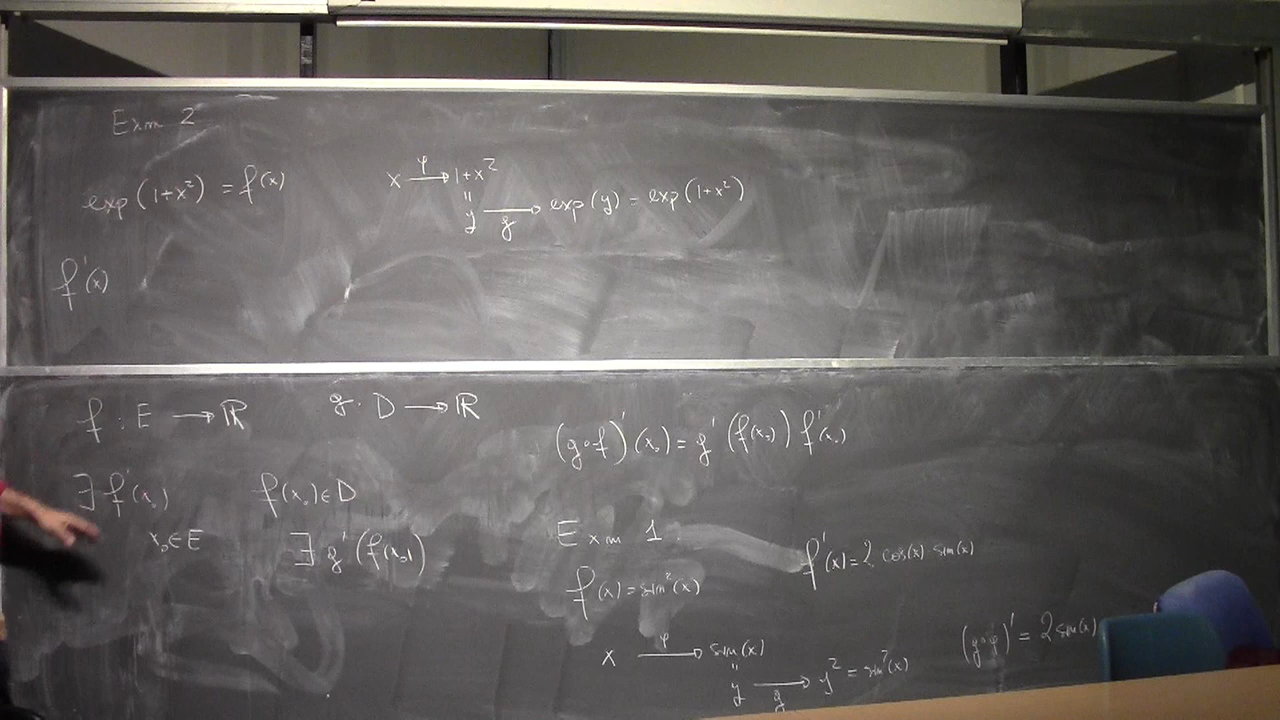 Exm 2
exp(1+x²) = f(x)
x —φ→ 1+x²
"
y —g→ exp(y) = exp(1+x²)
f'(x)
f : E → ℝ
g : D → ℝ
(g∘f)'(x₀) = g'(f(x₀)) f'(x₀)
∃ f'(x₀)
f(x₀) ∈ D
x₀ ∈ E
∃ g'(f(x₀))
Exm 1.
f(x) = sin²(x)
f'(x) = 2 cos(x) sin(x)
x —φ→ sin(x)
"
y —g→ y² = sin²(x)
(g∘φ)' = 2 sin(x)